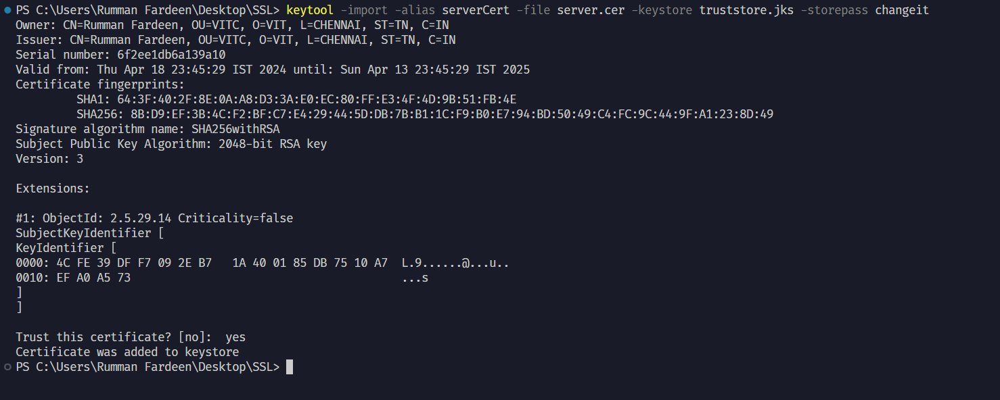 PS C:\Users\Rumman Fardeen\Desktop\SSL> keytool -import -alias serverCert -file server.cer -keystore truststore.jks -storepass changeit
Owner: CN=Rumman Fardeen, OU=VITC, O=VIT, L=CHENNAI, ST=TN, C=IN
Issuer: CN=Rumman Fardeen, OU=VITC, O=VIT, L=CHENNAI, ST=TN, C=IN
Serial number: 6f2ee1db6a139a10
Valid from: Thu Apr 18 23:45:29 IST 2024 until: Sun Apr 13 23:45:29 IST 2025
Certificate fingerprints:
         SHA1: 64:3F:40:2F:8E:0A:A8:D3:3A:E0:EC:80:FF:E3:4F:4D:9B:51:FB:4E
         SHA256: 8B:D9:EF:3B:4C:F2:BF:C7:E4:29:44:5D:DB:7B:B1:1C:F9:B0:E7:94:BD:50:49:C4:FC:9C:44:9F:A1:23:8D:49
Signature algorithm name: SHA256withRSA
Subject Public Key Algorithm: 2048-bit RSA key
Version: 3

Extensions:

#1: ObjectId: 2.5.29.14 Criticality=false
SubjectKeyIdentifier [
KeyIdentifier [
0000: 4C FE 39 DF F7 09 2E B7   1A 40 01 85 DB 75 10 A7  L.9......@...u..
0010: EF A0 A5 73                                        ...s
]
]

Trust this certificate? [no]:  yes
Certificate was added to keystore
PS C:\Users\Rumman Fardeen\Desktop\SSL>